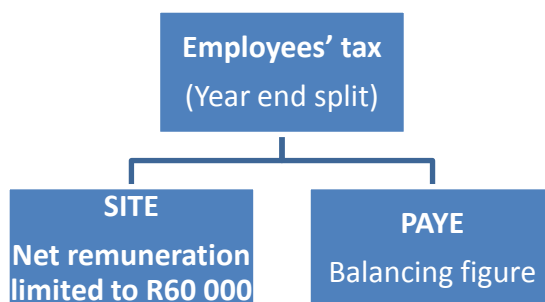 Employees’ tax
(Year end split)
SITE
Net remuneration
limited to R60 000
PAYE
Balancing figure